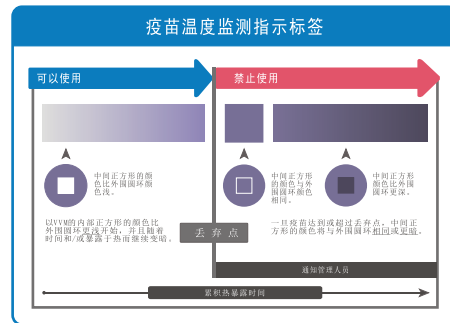 疫苗温度监测指示标签
可以使用
禁止使用
中间正方形的颜
色比外围圆环颜
色浅。
中间正方形
的颜色与外
围圆环颜色
相同。
中间正方形
颜色比外围
圆环更深。
以VVM的内部正方形的颜色比
外围圆环更浅开始，并且随着
时间和/或暴露于热而继续变暗。
丢弃点
一旦疫苗达到或超过丢弃点，中间正
方形的颜色将与外围圆环相同或更暗。
通知管理人员
累积热暴露时间